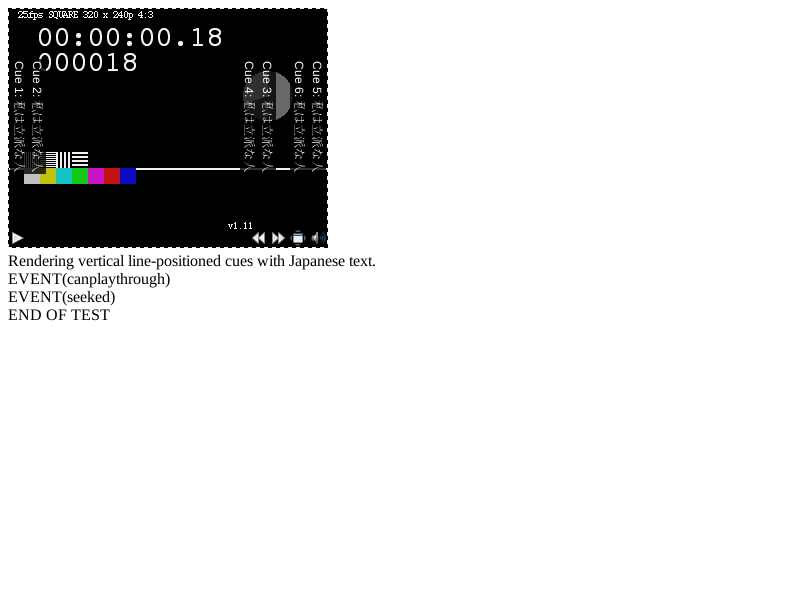 25fps SQUARE 320 x 240p 4:3
00:00:00.18
000018
Cue 1: 私は立派な人
Cue 2: 私は立派な人
Cue 4: 私は立派な人
Cue 3: 私は立派な人
Cue 6: 私は立派な人
Cue 5: 私は立派な人
v1.11
Rendering vertical line-positioned cues with Japanese text.
EVENT(canplaythrough)
EVENT(seeked)
END OF TEST